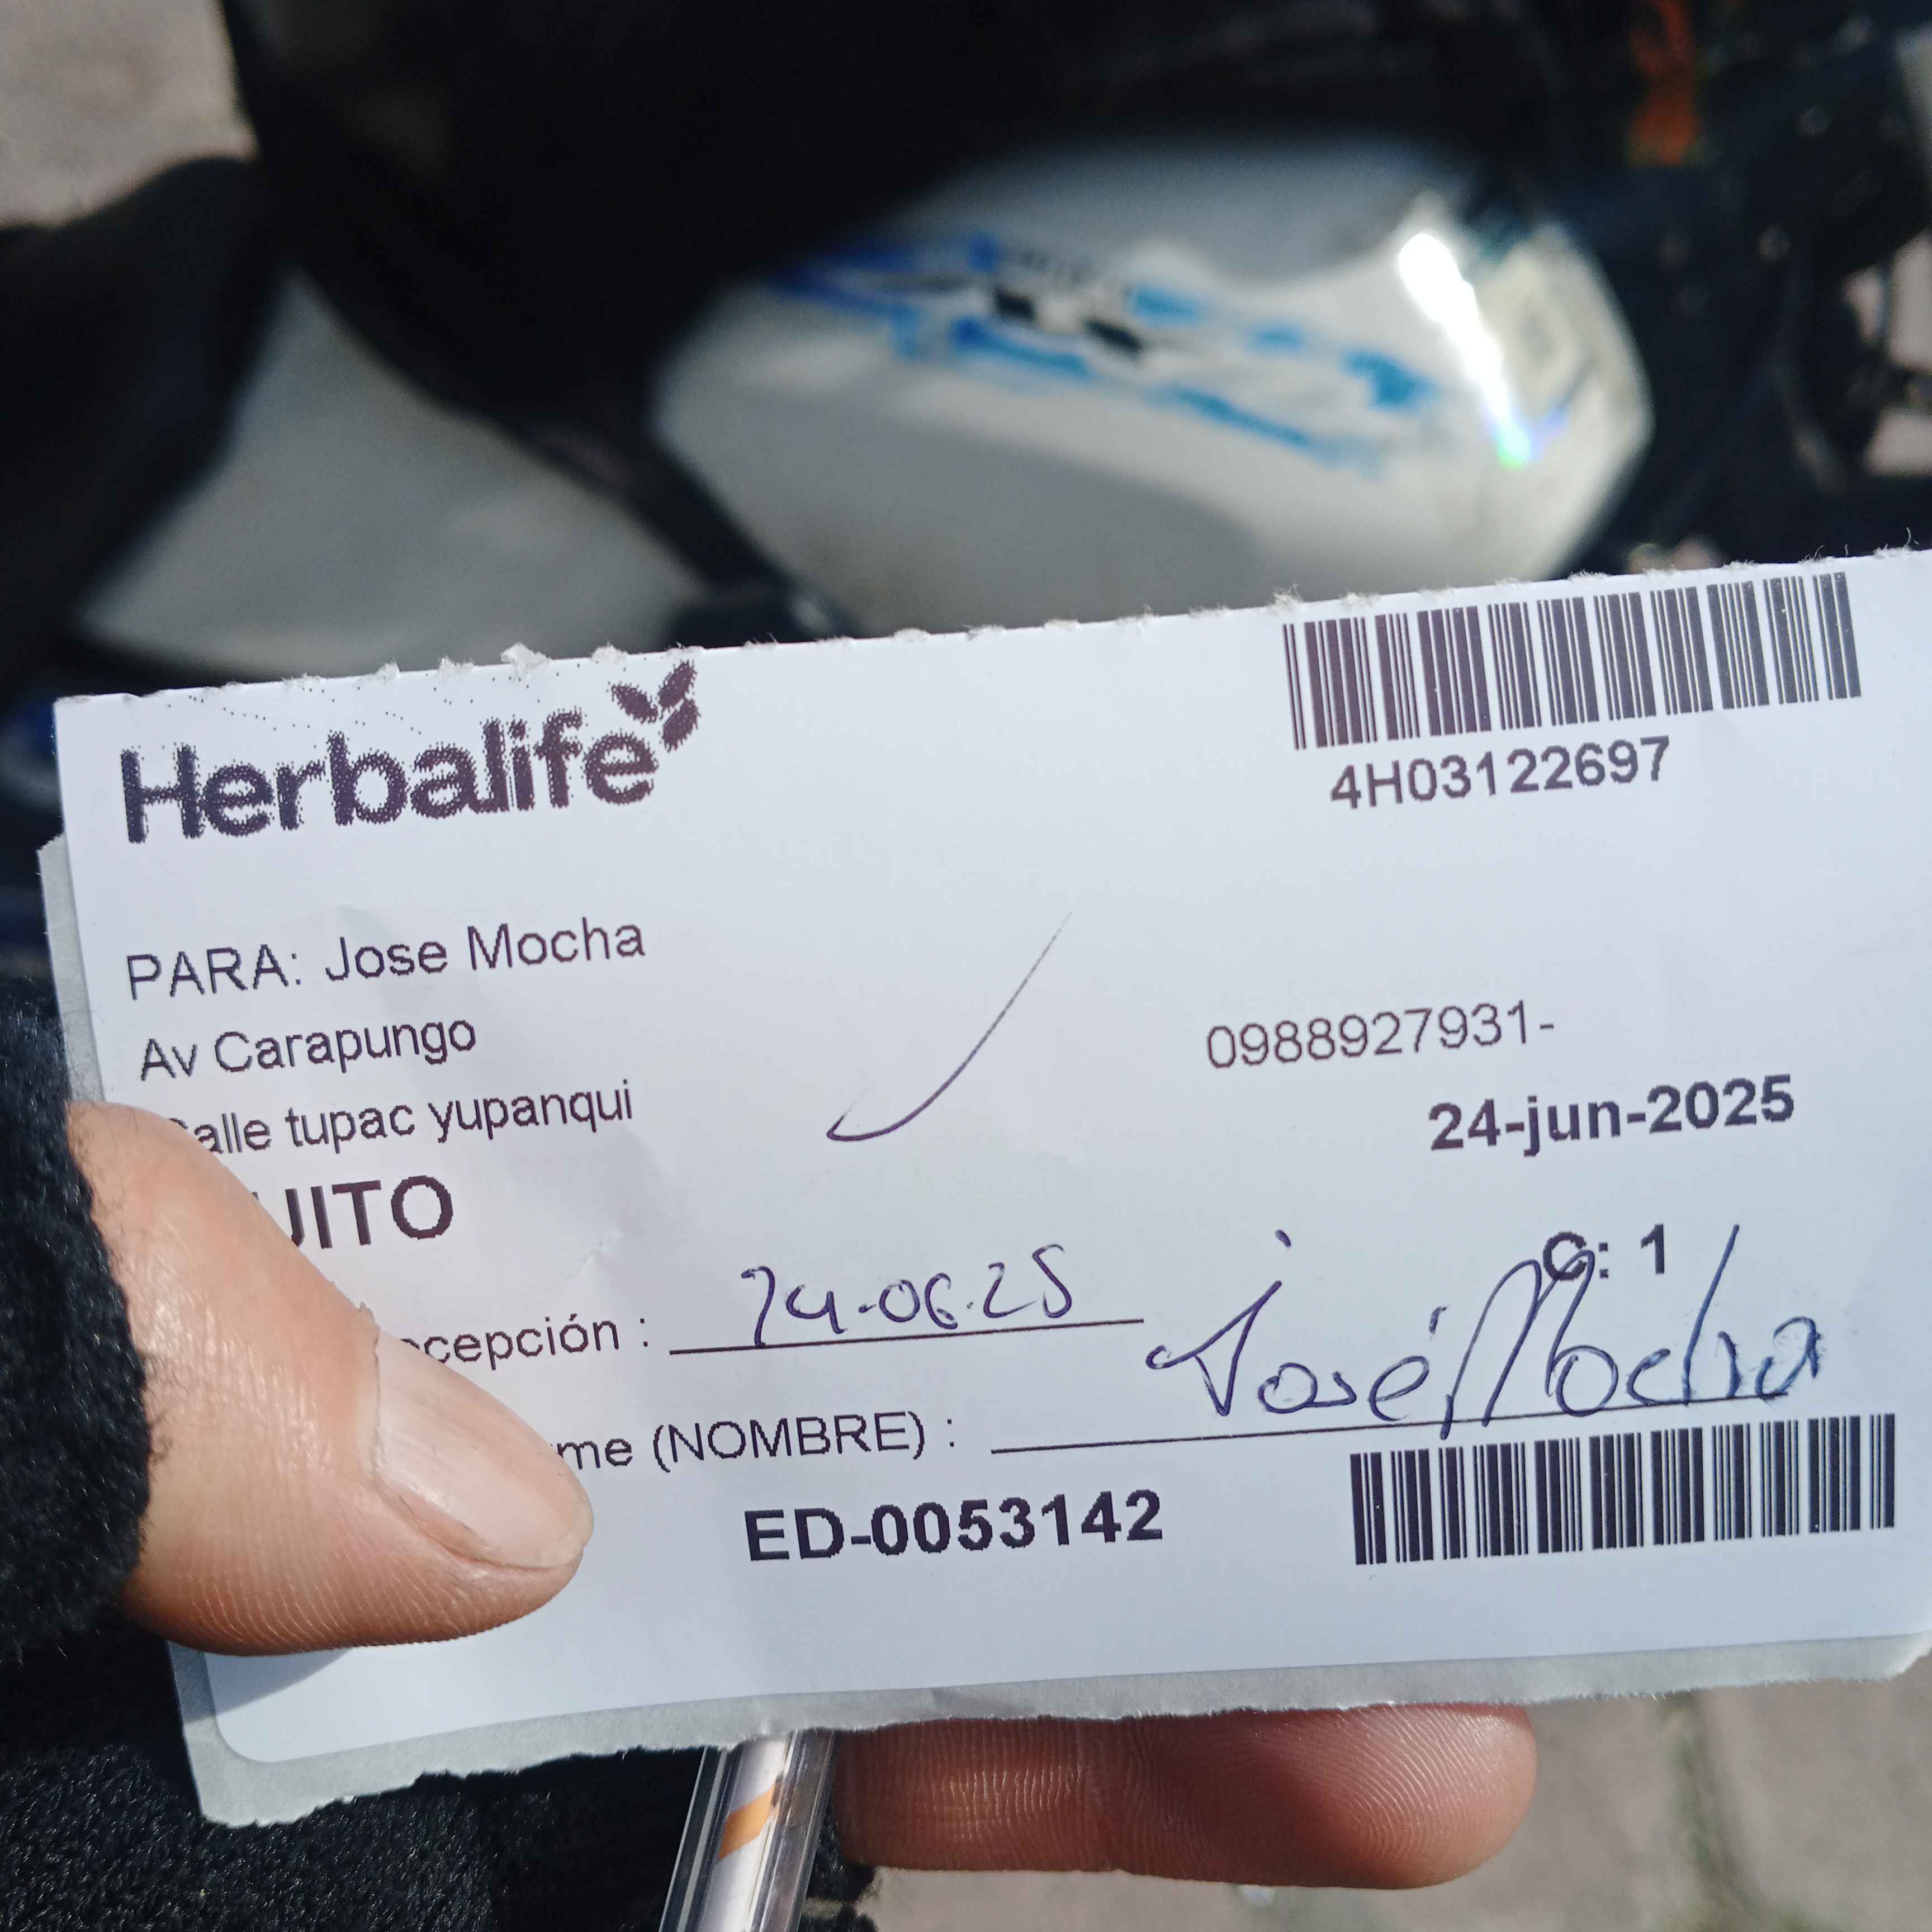 Herbalife
4H03122697
PARA: Jose Mocha
Av Carapungo
0988927931-
alle tupac yupanqui
24-jun-2025
UITO
C: 1
cepción : 24-06-25
me (NOMBRE) : José Mocha
ED-0053142